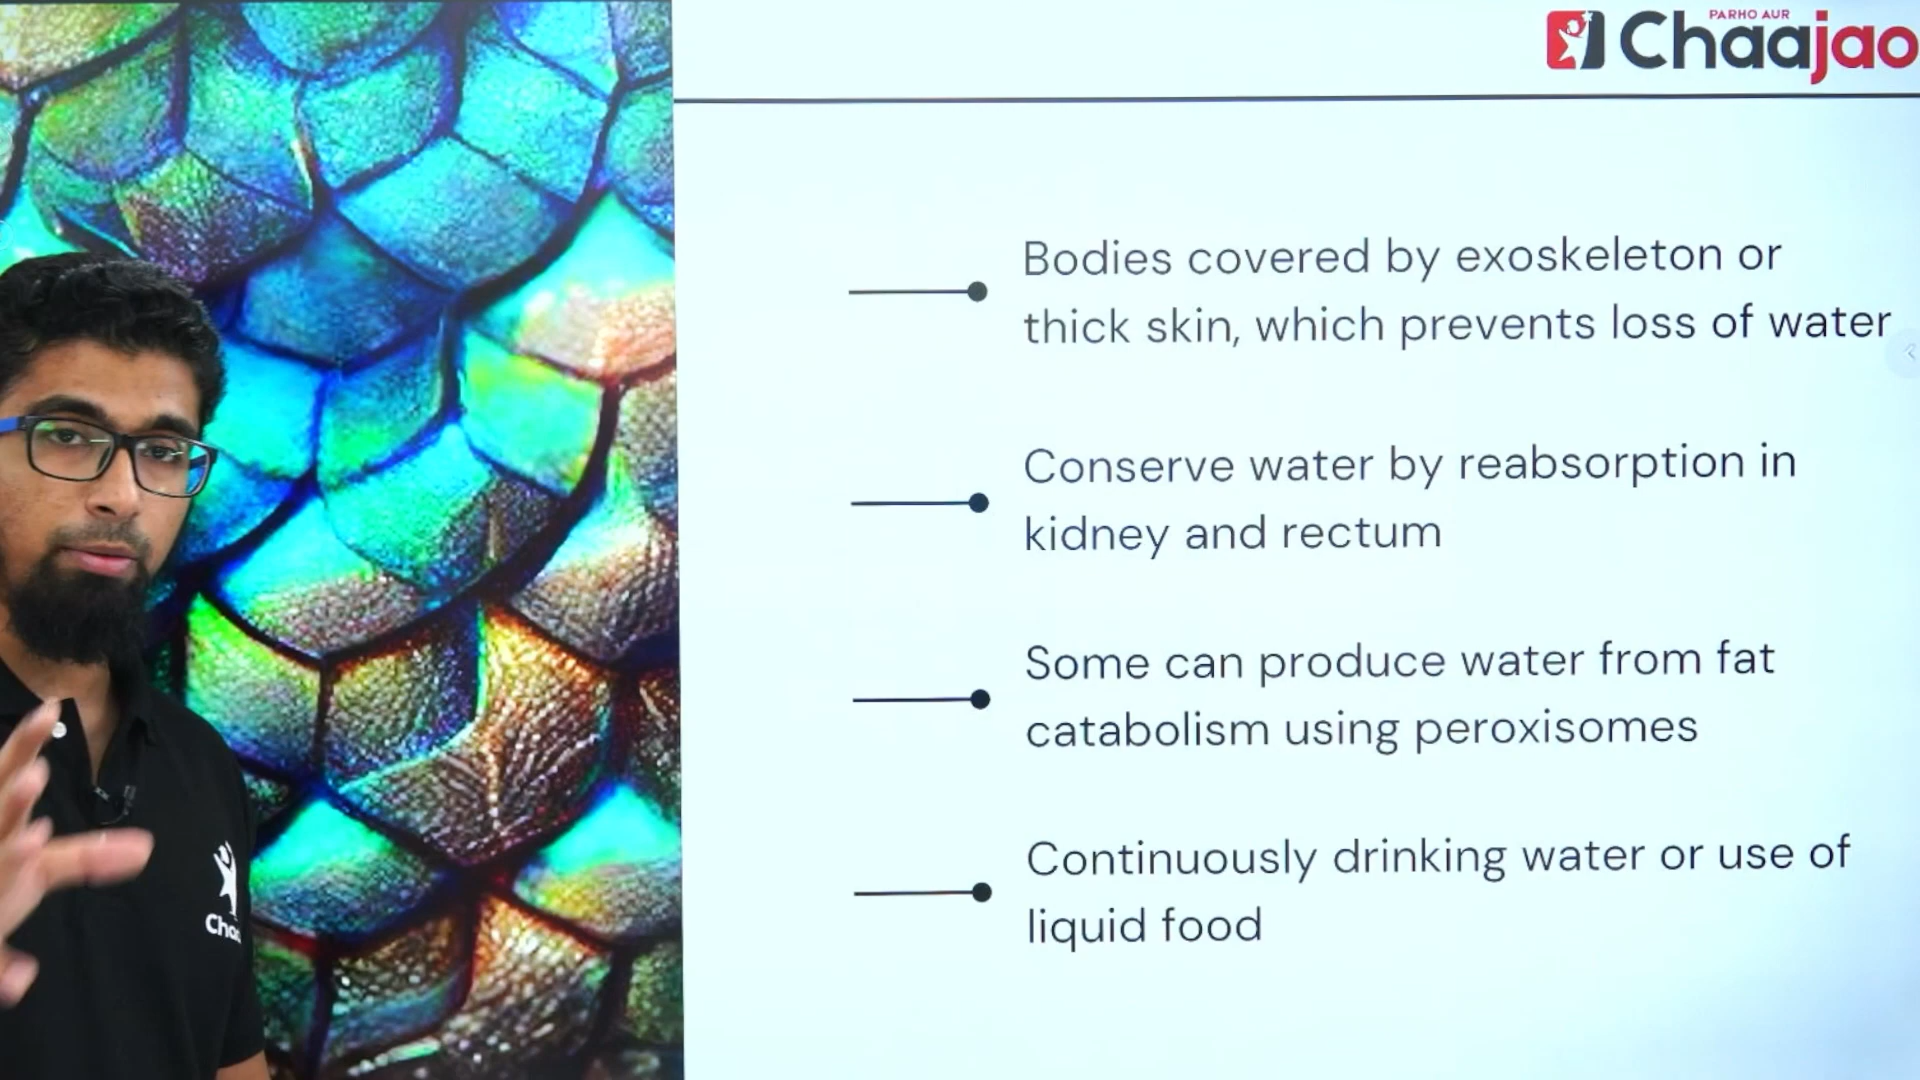 PARHO AUR
Chaajao
Bodies covered by exoskeleton or
thick skin, which prevents loss of water
Conserve water by reabsorption in
kidney and rectum
Some can produce water from fat
catabolism using peroxisomes
Continuously drinking water or use of
liquid food